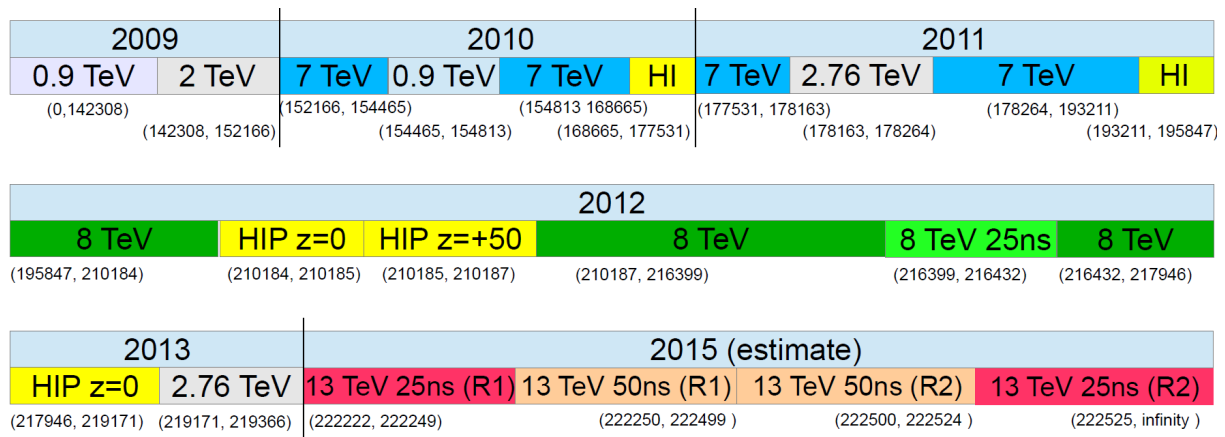 2009 2010 2011
0.9 TeV 2 TeV 7 TeV 0.9 TeV 7 TeV HI 7 TeV 2.76 TeV 7 TeV HI
(0,142308) (152166, 154465) (154813 168665) (177531, 178163) (178264, 193211)
(142308, 152166) (154465, 154813) (168665, 177531) (178163, 178264) (193211, 195847)
2012
8 TeV HIP z=0 HIP z=+50 8 TeV 8 TeV 25ns 8 TeV
(195847, 210184) (210184, 210185) (210185, 210187) (210187, 216399) (216399, 216432) (216432, 217946)
2013 2015 (estimate)
HIP z=0 2.76 TeV 13 TeV 25ns (R1) 13 TeV 50ns (R1) 13 TeV 50ns (R2) 13 TeV 25ns (R2)
(217946, 219171) (219171, 219366) (222222, 222249) (222250, 222499 ) (222500, 222524 ) (222525, infinity )